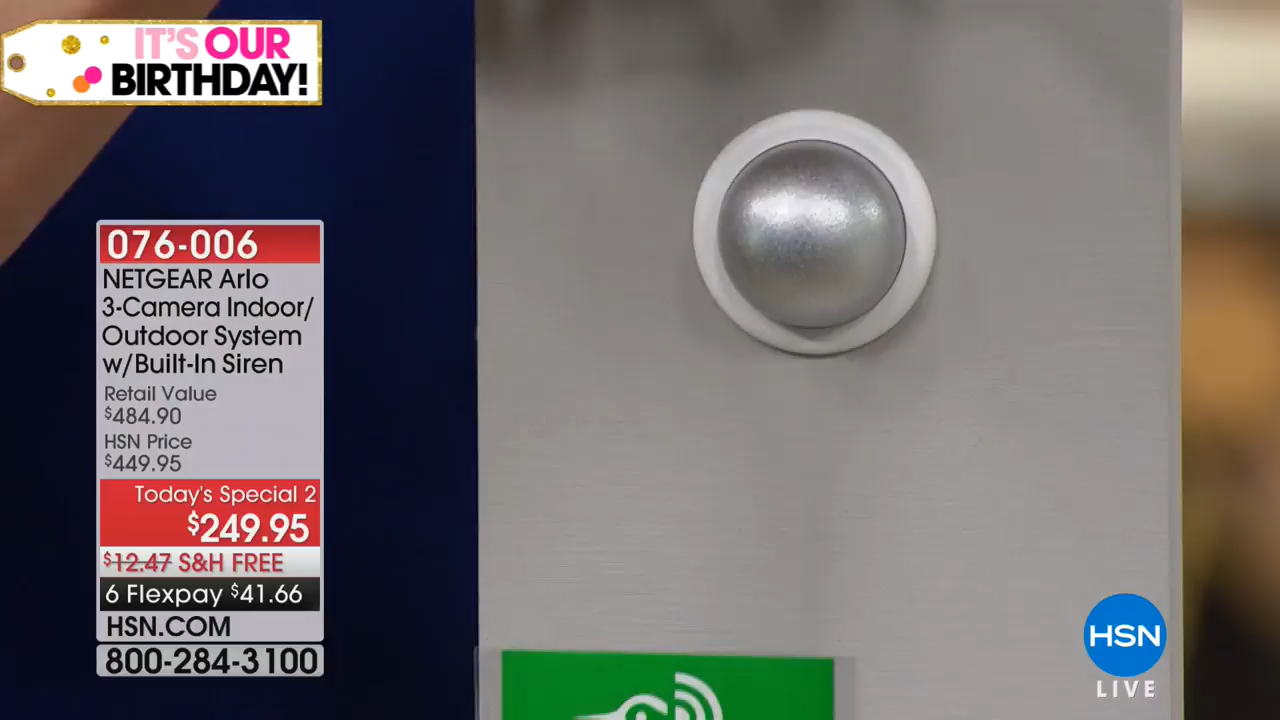 IT'S OUR
BIRTHDAY!
076-006
NETGEAR Arlo
3-Camera Indoor/
Outdoor System
w/Built-In Siren
Retail Value
$484.90
HSN Price
$449.95
Today's Special 2
$249.95
$12.47 S&H FREE
6 Flexpay $41.66
HSN.COM
800-284-3100
HSN
LIVE